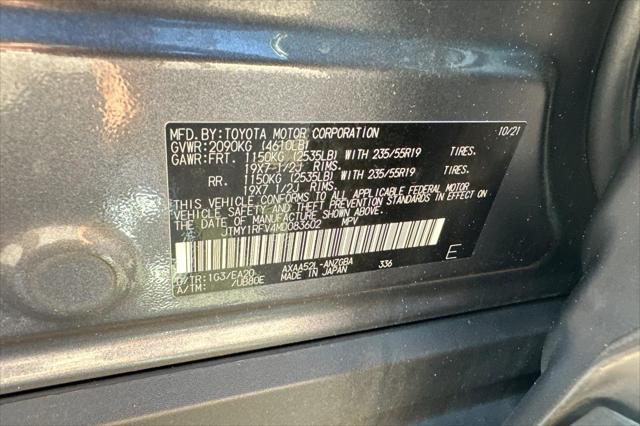 MFD.BY:TOYOTA MOTOR CORPORATION 10/21
GVWR:2090KG (4610LB)
GAWR:FRT. 1150KG (2535LB) WITH 235/55R19 TIRES.
19X7-1/2J RIMS.
RR. 1150KG (2535LB) WITH 235/55R19 TIRES.
19X7 1/2J RIMS.
THIS VEHICLE CONFORMS TO ALL APPLICABLE FEDERAL MOTOR
VEHICLE SAFETY AND THEFT PREVENTION STANDARDS IN EFFECT ON
THE DATE OF MANUFACTURE SHOWN ABOVE.
JTMY1RFV4MD083602 MPV
E
C/TR:1G3/EA20 AXAA52L-ANZGBA 336
A/TM: /UB80E MADE IN JAPAN